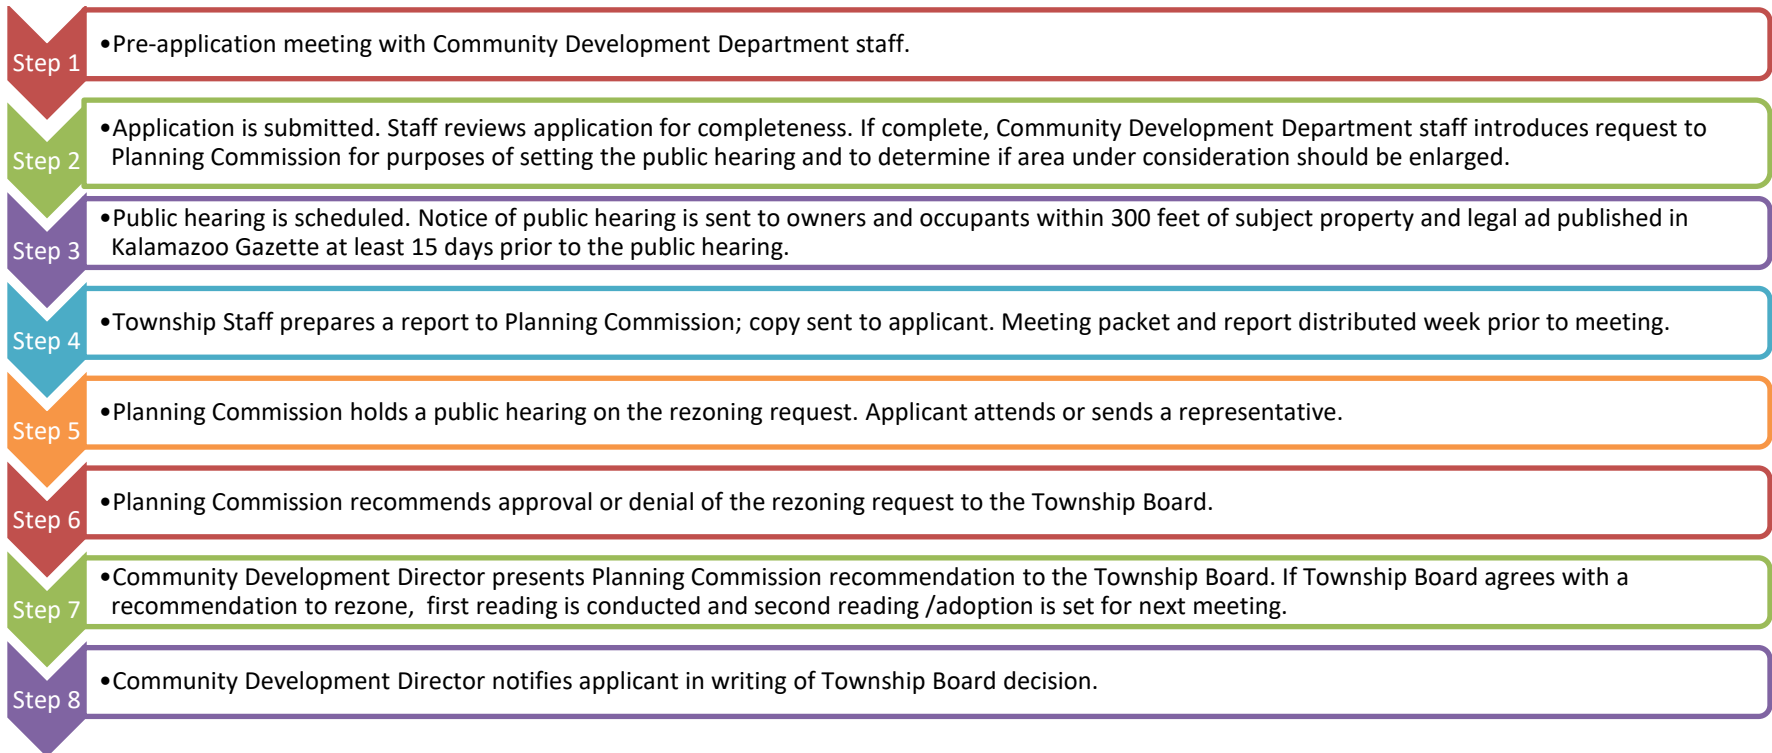 Step 1
•Pre-application meeting with Community Development Department staff.
Step 2
•Application is submitted. Staff reviews application for completeness. If complete, Community Development Department staff introduces request to
Planning Commission for purposes of setting the public hearing and to determine if area under consideration should be enlarged.
Step 3
•Public hearing is scheduled. Notice of public hearing is sent to owners and occupants within 300 feet of subject property and legal ad published in
Kalamazoo Gazette at least 15 days prior to the public hearing.
Step 4
•Township Staff prepares a report to Planning Commission; copy sent to applicant. Meeting packet and report distributed week prior to meeting.
Step 5
•Planning Commission holds a public hearing on the rezoning request. Applicant attends or sends a representative.
Step 6
•Planning Commission recommends approval or denial of the rezoning request to the Township Board.
Step 7
•Community Development Director presents Planning Commission recommendation to the Township Board. If Township Board agrees with a
recommendation to rezone,  first reading is conducted and second reading /adoption is set for next meeting.
Step 8
•Community Development Director notifies applicant in writing of Township Board decision.